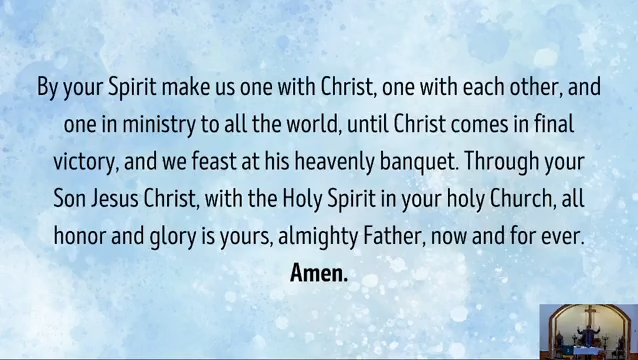 By your Spirit make us one with Christ, one with each other, and
one in ministry to all the world, until Christ comes in final
victory, and we feast at his heavenly banquet. Through your
Son Jesus Christ, with the Holy Spirit in your holy Church, all
honor and glory is yours, almighty Father, now and for ever.
Amen.